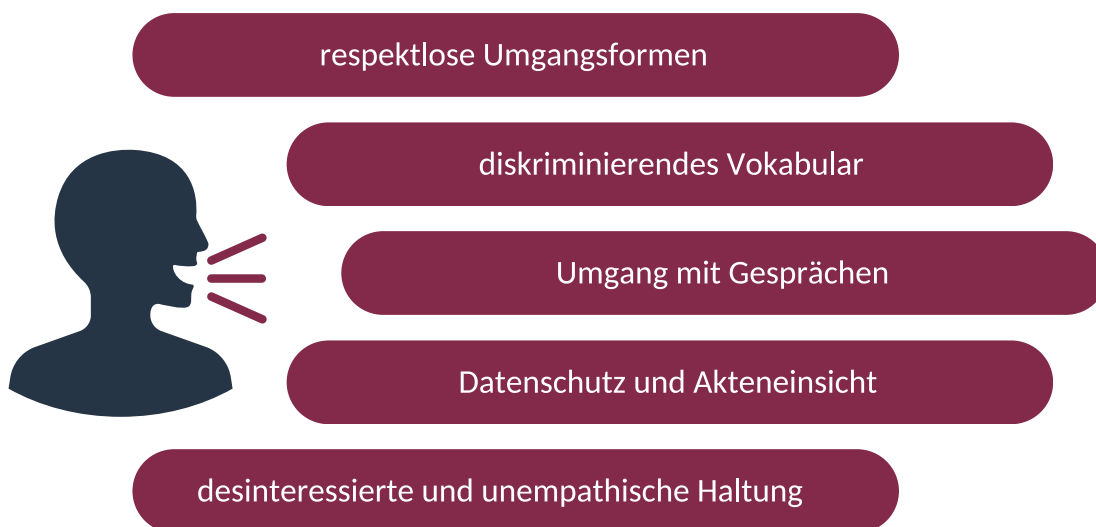 respektlose Umgangsformen
diskriminierendes Vokabular
Umgang mit Gesprächen
Datenschutz und Akteneinsicht
desinteressierte und unempathische Haltung